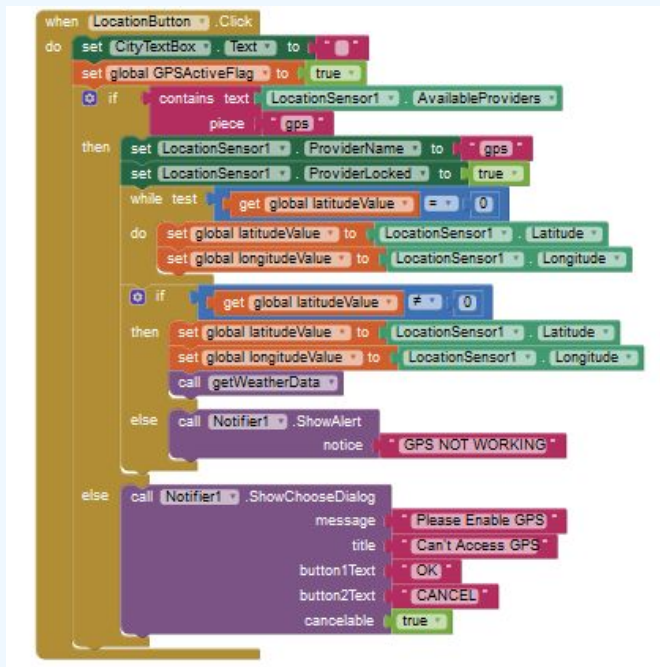 when LocationButton .Click
do set CityTextBox . Text to " "
set global GPSActiveFlag to true
if contains text LocationSensor1 . AvailableProviders
piece " gps "
then set LocationSensor1 . ProviderName to " gps "
set LocationSensor1 . ProviderLocked to true
while test get global latitudeValue = 0
do set global latitudeValue to LocationSensor1 . Latitude
set global longitudeValue to LocationSensor1 . Longitude
if get global latitudeValue ≠ 0
then set global latitudeValue to LocationSensor1 . Latitude
set global longitudeValue to LocationSensor1 . Longitude
call getWeatherData
else call Notifier1 .ShowAlert
notice " GPS NOT WORKING "
else call Notifier1 .ShowChooseDialog
message " Please Enable GPS "
title " Can't Access GPS "
button1Text " OK "
button2Text " CANCEL "
cancelable true